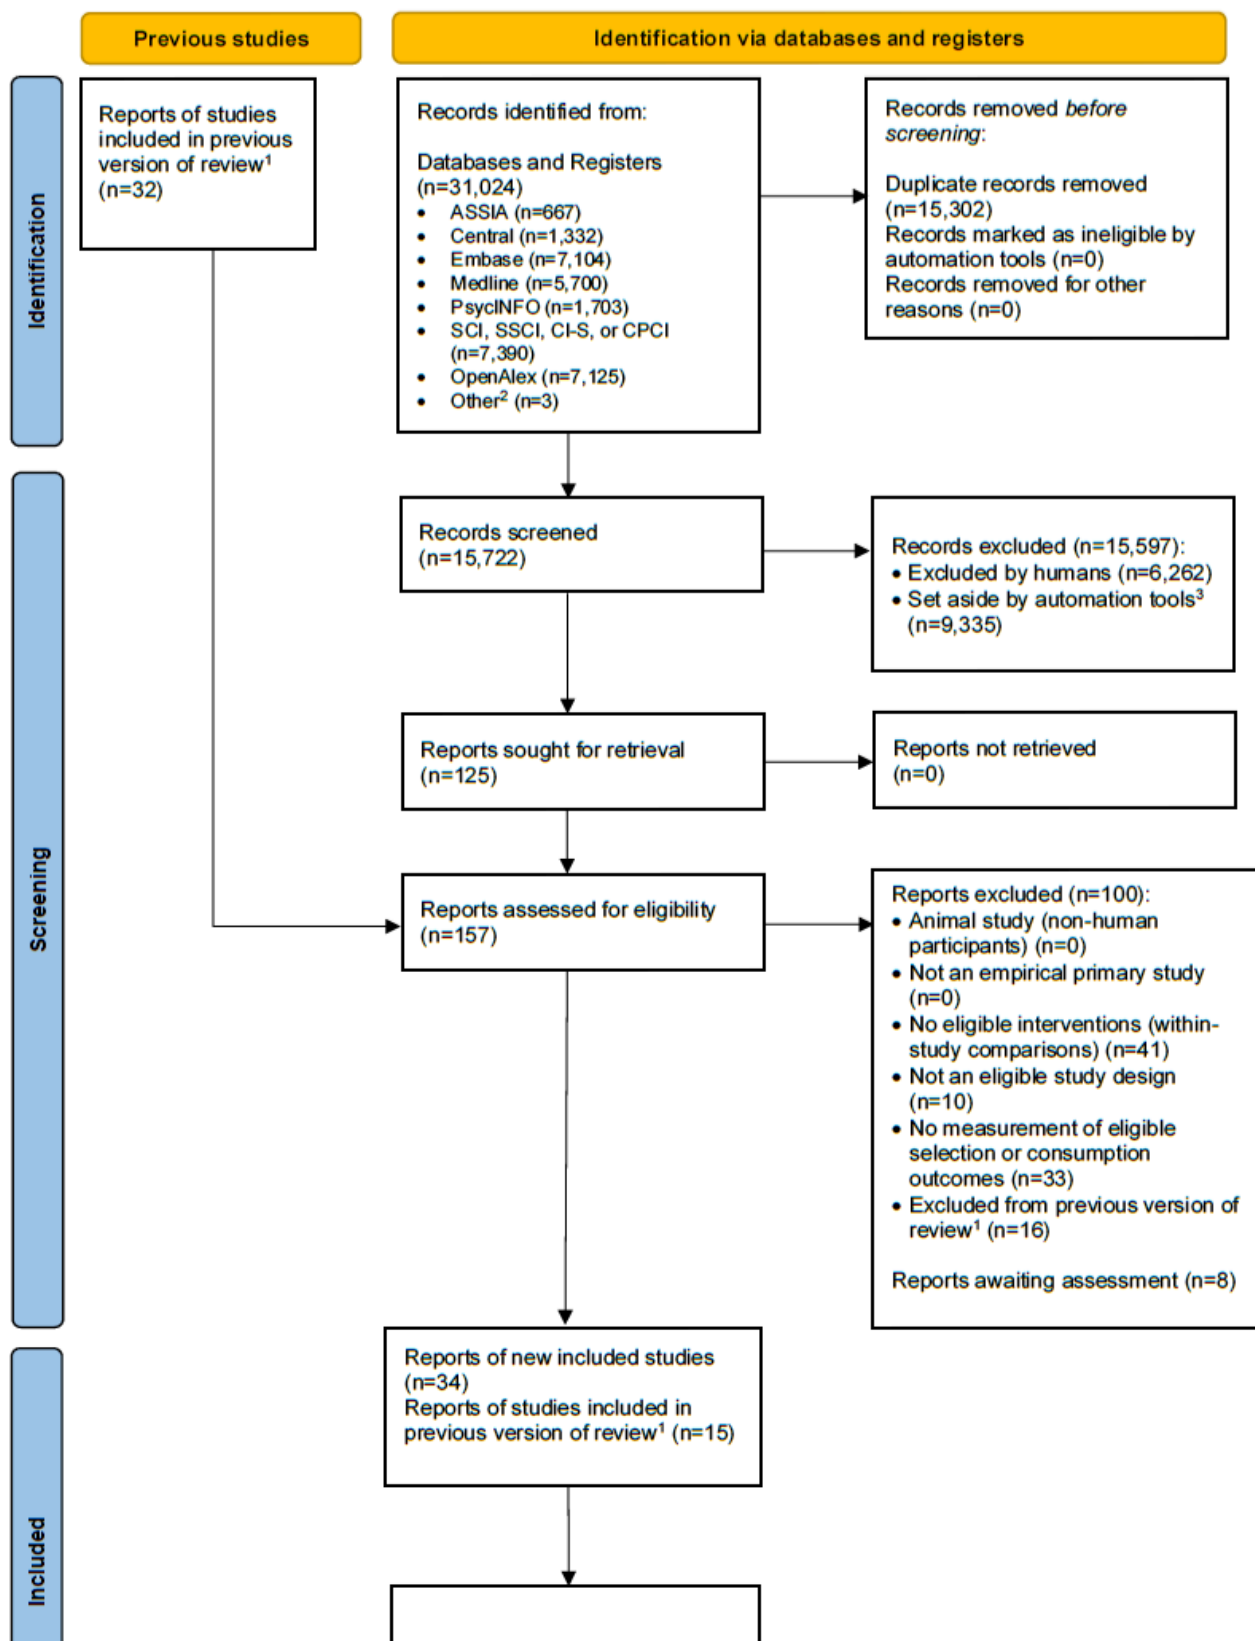 Previous studies
Identification via databases and registers
Identification
Reports of studies
included in previous
version of review¹
(n=32)
Records identified from:
Databases and Registers
(n=31,024)
• ASSIA (n=667)
• Central (n=1,332)
• Embase (n=7,104)
• Medline (n=5,700)
• PsycINFO (n=1,703)
• SCI, SSCI, CI-S, or CPCI
(n=7,390)
• OpenAlex (n=7,125)
• Other² (n=3)
Records removed before
screening:
Duplicate records removed
(n=15,302)
Records marked as ineligible by
automation tools (n=0)
Records removed for other
reasons (n=0)
Screening
Records screened
(n=15,722)
Records excluded (n=15,597):
• Excluded by humans (n=6,262)
• Set aside by automation tools³
(n=9,335)
Reports sought for retrieval
(n=125)
Reports not retrieved
(n=0)
Reports assessed for eligibility
(n=157)
Reports excluded (n=100):
• Animal study (non-human
participants) (n=0)
• Not an empirical primary study
(n=0)
• No eligible interventions (within-
study comparisons) (n=41)
• Not an eligible study design
(n=10)
• No measurement of eligible
selection or consumption
outcomes (n=33)
• Excluded from previous version of
review¹ (n=16)
Reports awaiting assessment (n=8)
Included
Reports of new included studies
(n=34)
Reports of studies included in
previous version of review¹ (n=15)